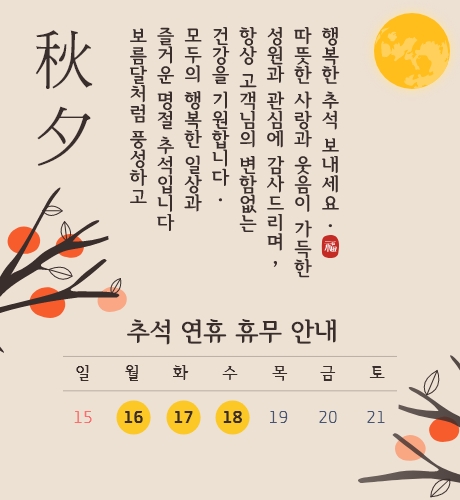 秋夕
보름달처럼 풍성하고
즐거운 명절 추석입니다
모두의 행복한 일상과
건강을 기원합니다.
항상 고객님의 변함없는
성원과 관심에 감사드리며,
따뜻한 사랑과 웃음이 가득한
행복한 추석 보내세요.
추석 연휴 휴무 안내
일 월 화 수 목 금 토
15 16 17 18 19 20 21